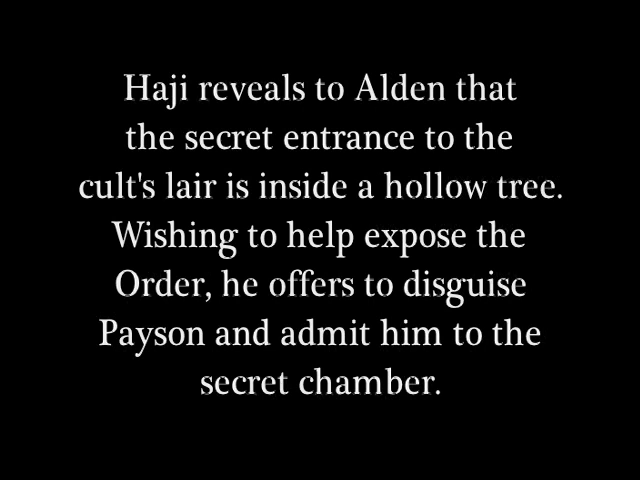 Haji reveals to Alden that
the secret entrance to the
cult's lair is inside a hollow tree.
Wishing to help expose the
Order, he offers to disguise
Payson and admit him to the
secret chamber.